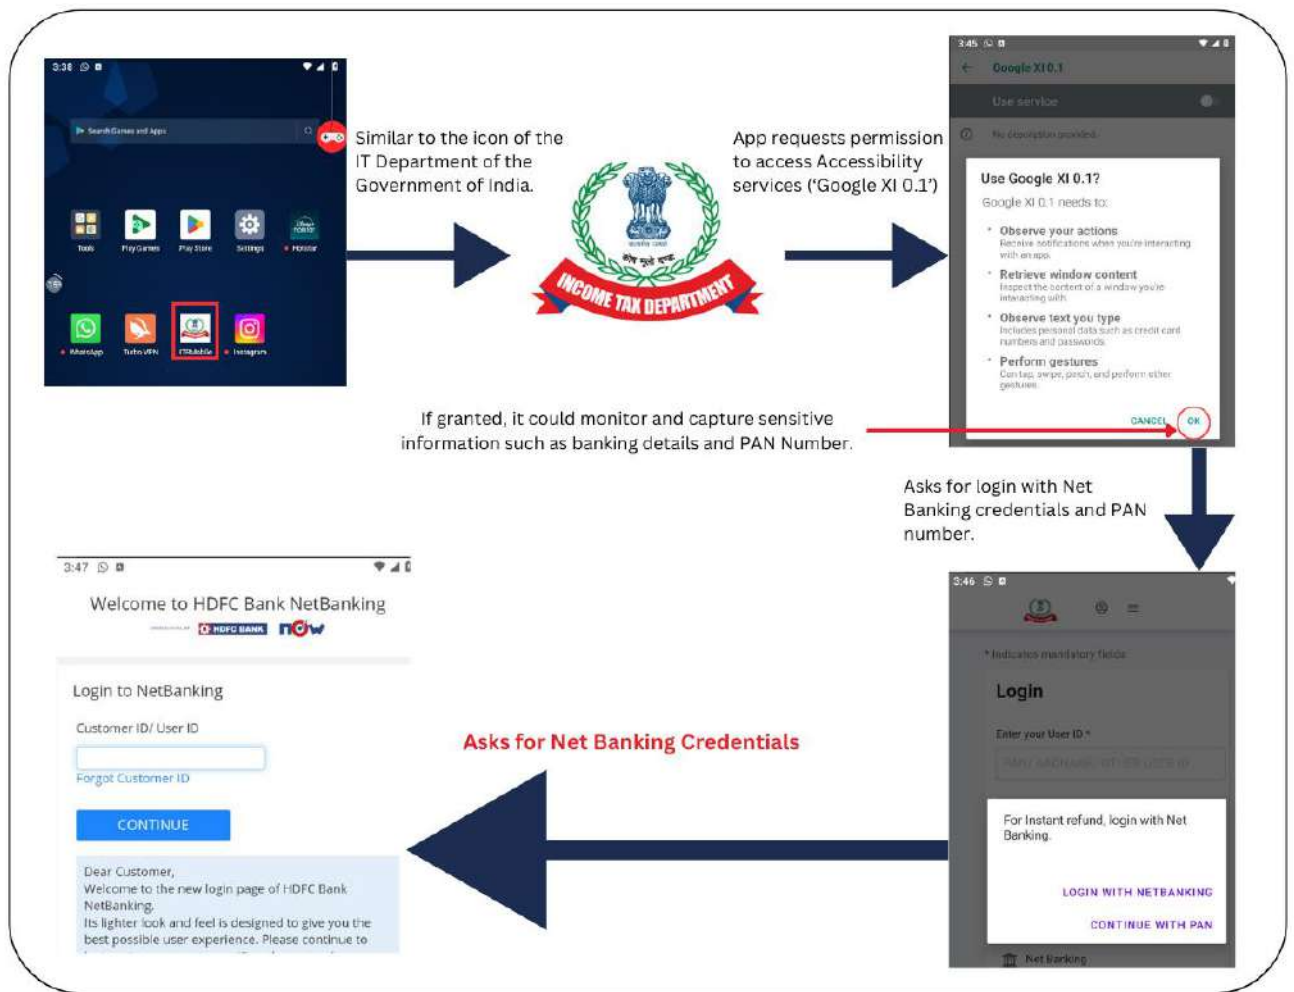 3:38
Search Games and Apps
Tools
Play Games
Play Store
Settings
Hotstar
WhatsApp
Turbo VPN
ITRMobile
Instagram
Similar to the icon of the
IT Department of the
Government of India.
INCOME TAX DEPARTMENT
App requests permission
to access Accessibility
services (‘Google XI 0.1’)
3:45
Google XI 0.1
Use service
No description provided.
Use Google XI 0.1?
Google XI 0.1 needs to:
• Observe your actions
Receive notifications when you're interacting
with an app.
• Retrieve window content
Inspect the content of a window you're
interacting with.
• Observe text you type
Includes personal data such as credit card
numbers and passwords.
• Perform gestures
Can tap, swipe, pinch, and perform other
gestures.
CANCEL
OK
If granted, it could monitor and capture sensitive
information such as banking details and PAN Number.
Asks for login with Net
Banking credentials and PAN
number.
3:46
* Indicates mandatory fields
Login
Enter your User ID *
For Instant refund, login with Net
Banking.
LOGIN WITH NETBANKING
CONTINUE WITH PAN
Net Banking
Asks for Net Banking Credentials
3:47
Welcome to HDFC Bank NetBanking
HDFC BANK
now
Login to NetBanking
Customer ID/ User ID
Forgot Customer ID
CONTINUE
Dear Customer,
Welcome to the new login page of HDFC Bank
NetBanking.
Its lighter look and feel is designed to give you the
best possible user experience. Please continue to